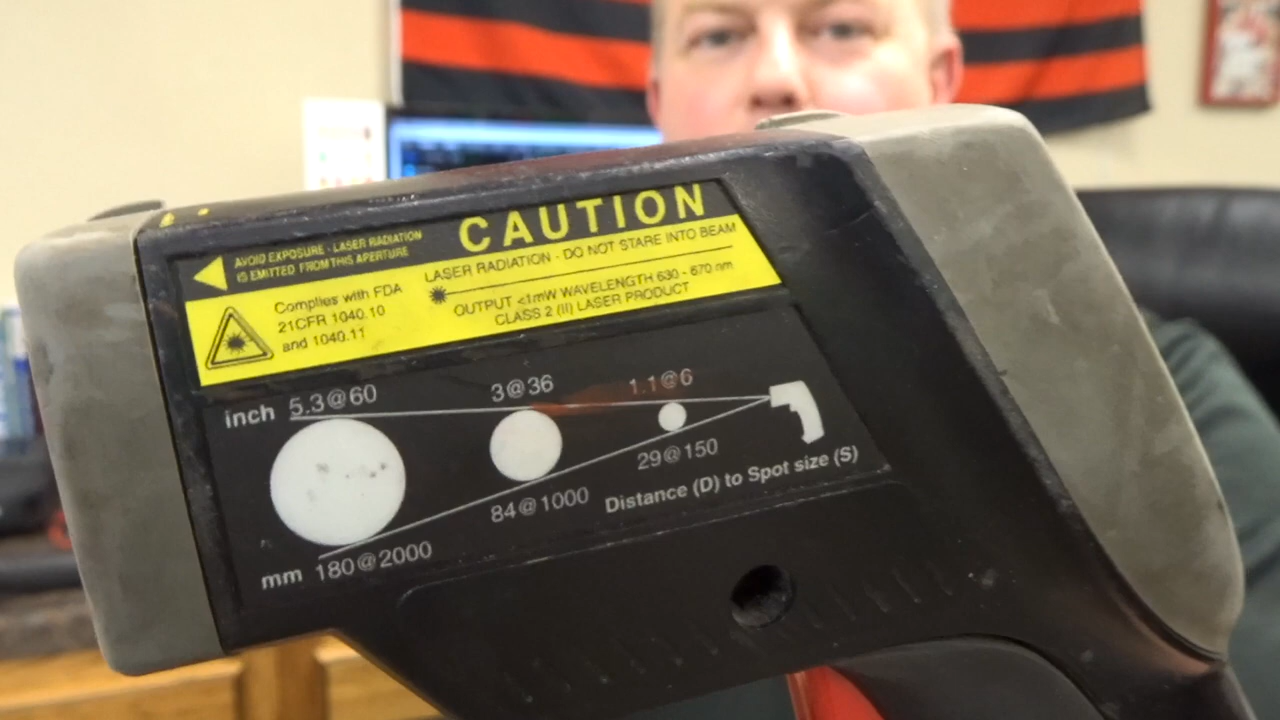 CAUTION
AVOID EXPOSURE - LASER RADIATION
IS EMITTED FROM THIS APERTURE
LASER RADIATION - DO NOT STARE INTO BEAM
OUTPUT <1mW WAVELENGTH 630 - 670 nm
CLASS 2 (II) LASER PRODUCT
Complies with FDA
21CFR 1040.10
and 1040.11
inch 5.3@60 3@36 1.1@6
mm 180@2000 84@1000 29@150
Distance (D) to Spot size (S)